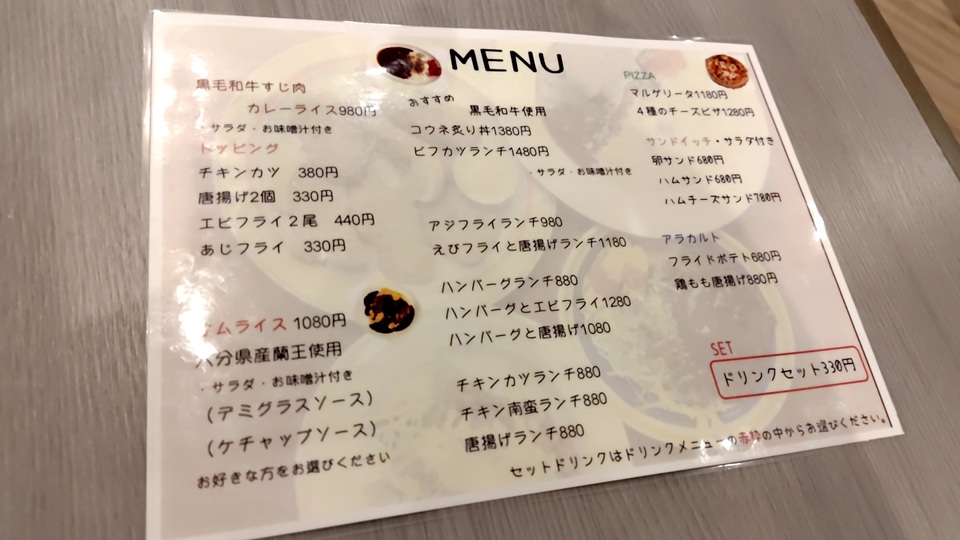 MENU
黒毛和牛すじ肉
カレーライス980円
・サラダ・お味噌汁付き
トッピング
チキンカツ 380円
唐揚げ2個 330円
エビフライ2尾 440円
あじフライ 330円
ムライス 1080円
分県産蘭王使用
・サラダ・お味噌汁付き
(デミグラスソース)
(ケチャップソース)
お好きな方をお選びください
おすすめ
黒毛和牛使用
コウネ炙り丼1380円
ビフカツランチ1480円
・サラダ・お味噌汁付き
アジフライランチ980
えびフライと唐揚げランチ1180
ハンバーグランチ880
ハンバーグとエビフライ1280
ハンバーグと唐揚げ1080
チキンカツランチ880
チキン南蛮ランチ880
唐揚げランチ880
PIZZA
マルゲリータ1180円
4種のチーズピザ1280円
サンドイッチ・サラダ付き
卵サンド680円
ハムサンド680円
ハムチーズサンド780円
アラカルト
フライドポテト680円
鶏もも唐揚げ880円
SET
ドリンクセット330円
セットドリンクはドリンクメニューの赤枠の中からお選びください。